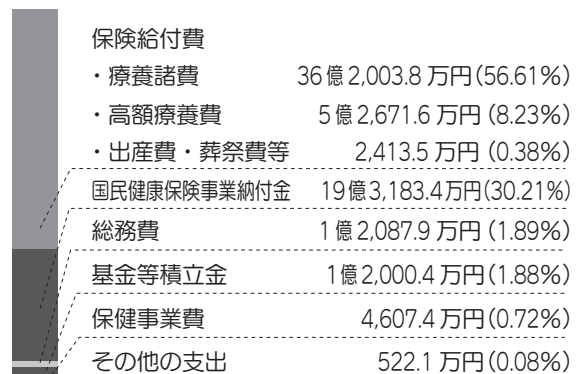 保険給付費
・療養諸費 36億2,003.8万円(56.61%)
・高額療養費 5億2,671.6万円(8.23%)
・出産費・葬祭費等 2,413.5万円(0.38%)
国民健康保険事業納付金 19億3,183.4万円(30.21%)
総務費 1億2,087.9万円(1.89%)
基金等積立金 1億2,000.4万円(1.88%)
保健事業費 4,607.4万円(0.72%)
その他の支出 522.1万円(0.08%)